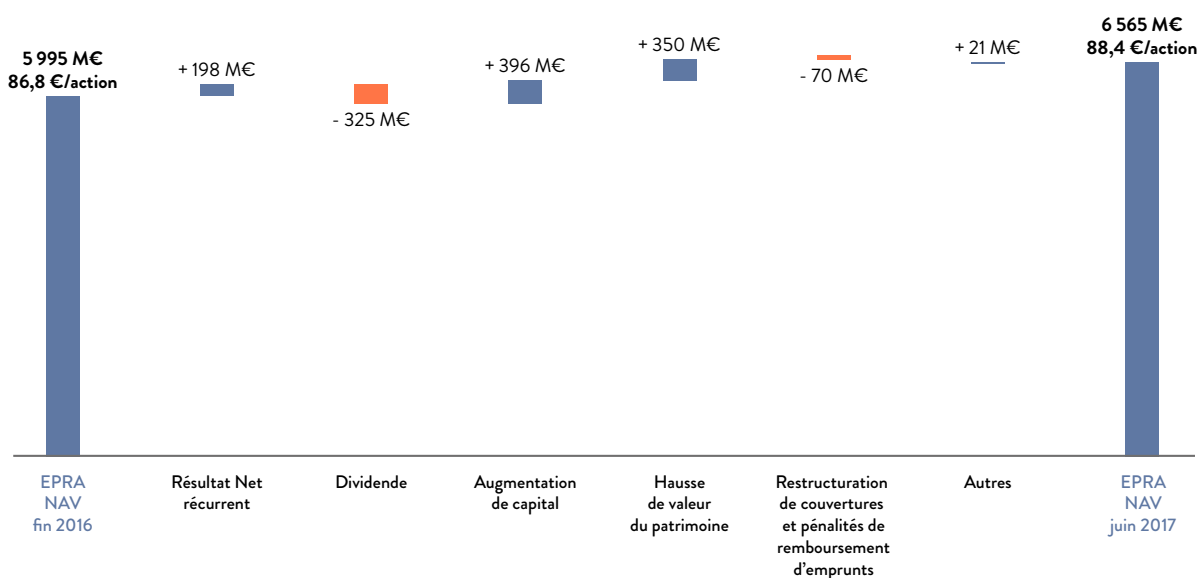 5 995 M€
86,8 €/action
+ 198 M€
- 325 M€
+ 396 M€
+ 350 M€
- 70 M€
+ 21 M€
6 565 M€
88,4 €/action
EPRA
NAV
fin 2016
Résultat Net
récurrent
Dividende
Augmentation
de capital
Hausse
de valeur
du patrimoine
Restructuration
de couvertures
et pénalités de
remboursement
d’emprunts
Autres
EPRA
NAV
juin 2017